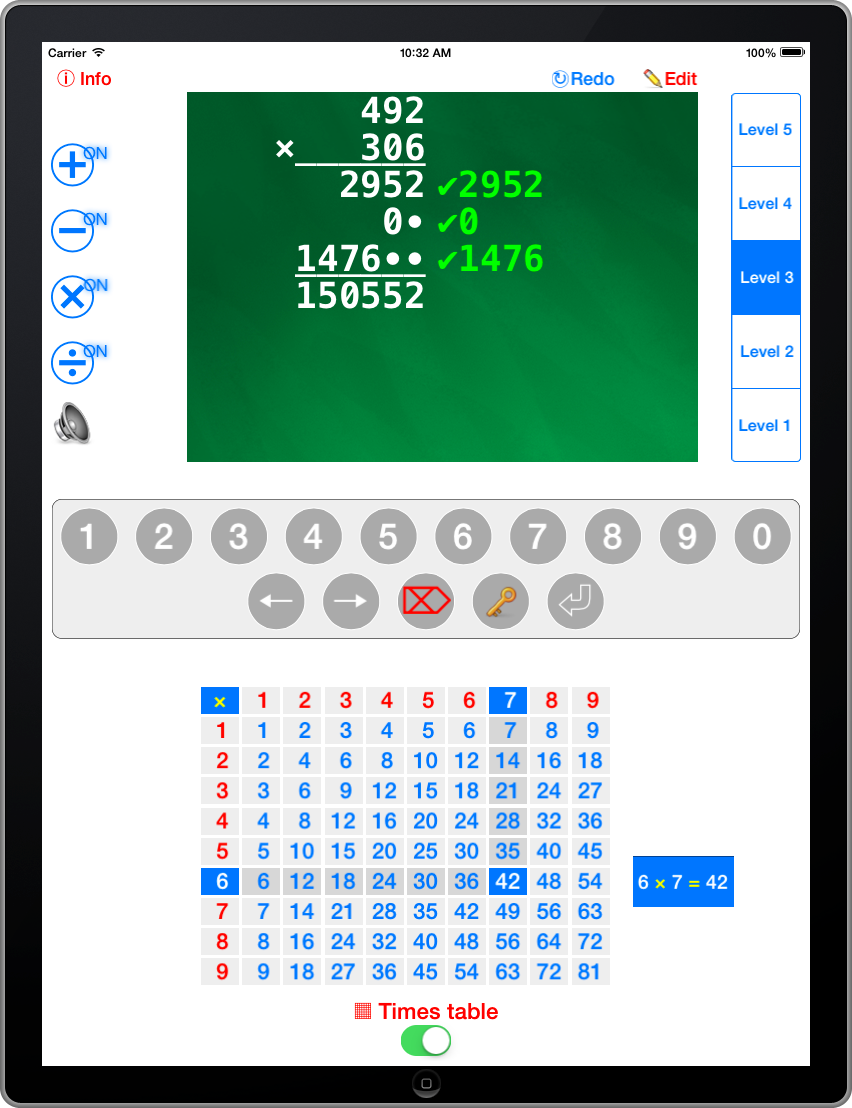 Carrier 10:32 AM 100%
Info Redo Edit
492
×   306
2952 ✔2952
0• ✔0
1476•• ✔1476
150552
ON
ON
ON
ON
Level 5
Level 4
Level 3
Level 2
Level 1
1 2 3 4 5 6 7 8 9 0
× 1 2 3 4 5 6 7 8 9
1 1 2 3 4 5 6 7 8 9
2 2 4 6 8 10 12 14 16 18
3 3 6 9 12 15 18 21 24 27
4 4 8 12 16 20 24 28 32 36
5 5 10 15 20 25 30 35 40 45
6 6 12 18 24 30 36 42 48 54
7 7 14 21 28 35 42 49 56 63
8 8 16 24 32 40 48 56 64 72
9 9 18 27 36 45 54 63 72 81
6 × 7 = 42
Times table